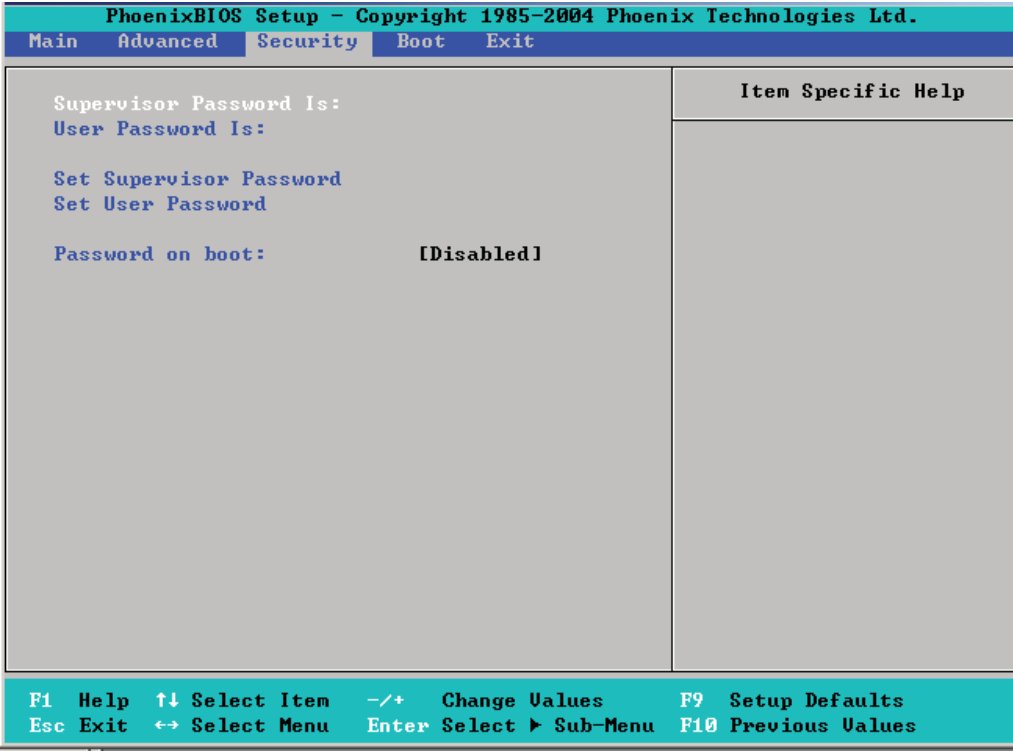 PhoenixBIOS Setup - Copyright 1985-2004 Phoenix Technologies Ltd.
Main Advanced Security Boot Exit
Supervisor Password Is:
User Password Is:
Set Supervisor Password
Set User Password
Password on boot: [Disabled]
Item Specific Help
F1 Help ↑↓ Select Item -/+ Change Values F9 Setup Defaults
Esc Exit ↔ Select Menu Enter Select ▶ Sub-Menu F10 Previous Values